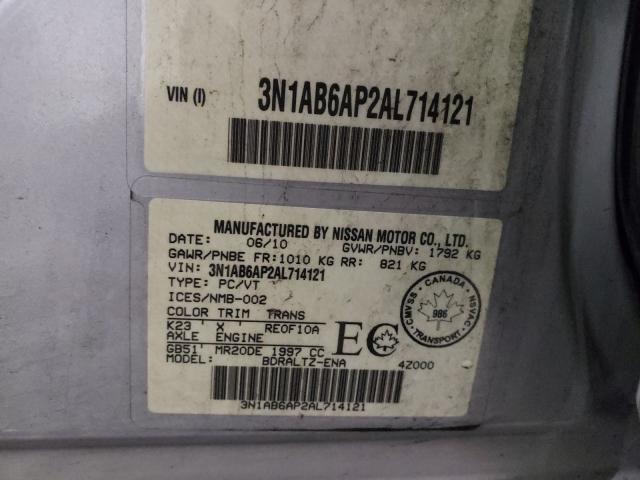 VIN (I) 3N1AB6AP2AL714121
MANUFACTURED BY NISSAN MOTOR CO., LTD.
DATE: 06/10 GVWR/PNBV: 1792 KG
GAWR/PNBE FR:1010 KG RR: 821 KG
VIN: 3N1AB6AP2AL714121
TYPE: PC/VT
ICES/NMB-002
COLOR TRIM TRANS
K23 X RE0F10A
AXLE ENGINE
GB51 MR20DE 1997 CC
MODEL: BDRALTZ-ENA 4Z000
EC
CANADA
CMVSS 986 NSVAC
TRANSPORT
3N1AB6AP2AL714121